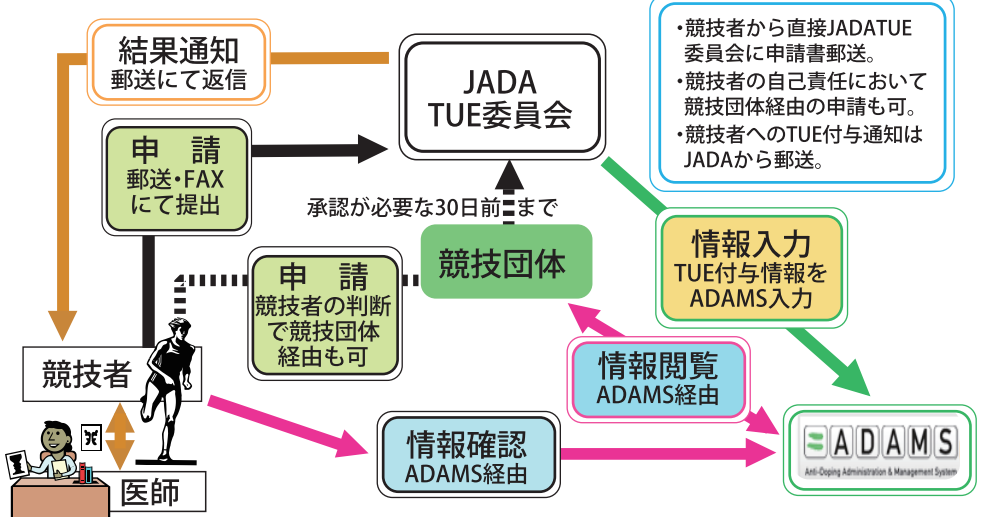 結果通知
郵送にて返信
JADA
TUE委員会
・競技者から直接JADATUE
委員会に申請書郵送。
・競技者の自己責任において
競技団体経由の申請も可。
・競技者へのTUE付与通知は
JADAから郵送。
申　請
郵送・FAX
にて提出
承認が必要な30日前まで
競技団体
申　請
競技者の判断
で競技団体
経由も可
情報入力
TUE付与情報を
ADAMS入力
競技者
情報閲覧
ADAMS経由
情報確認
ADAMS経由
ADAMS
Anti-Doping Administration & Management System
医師